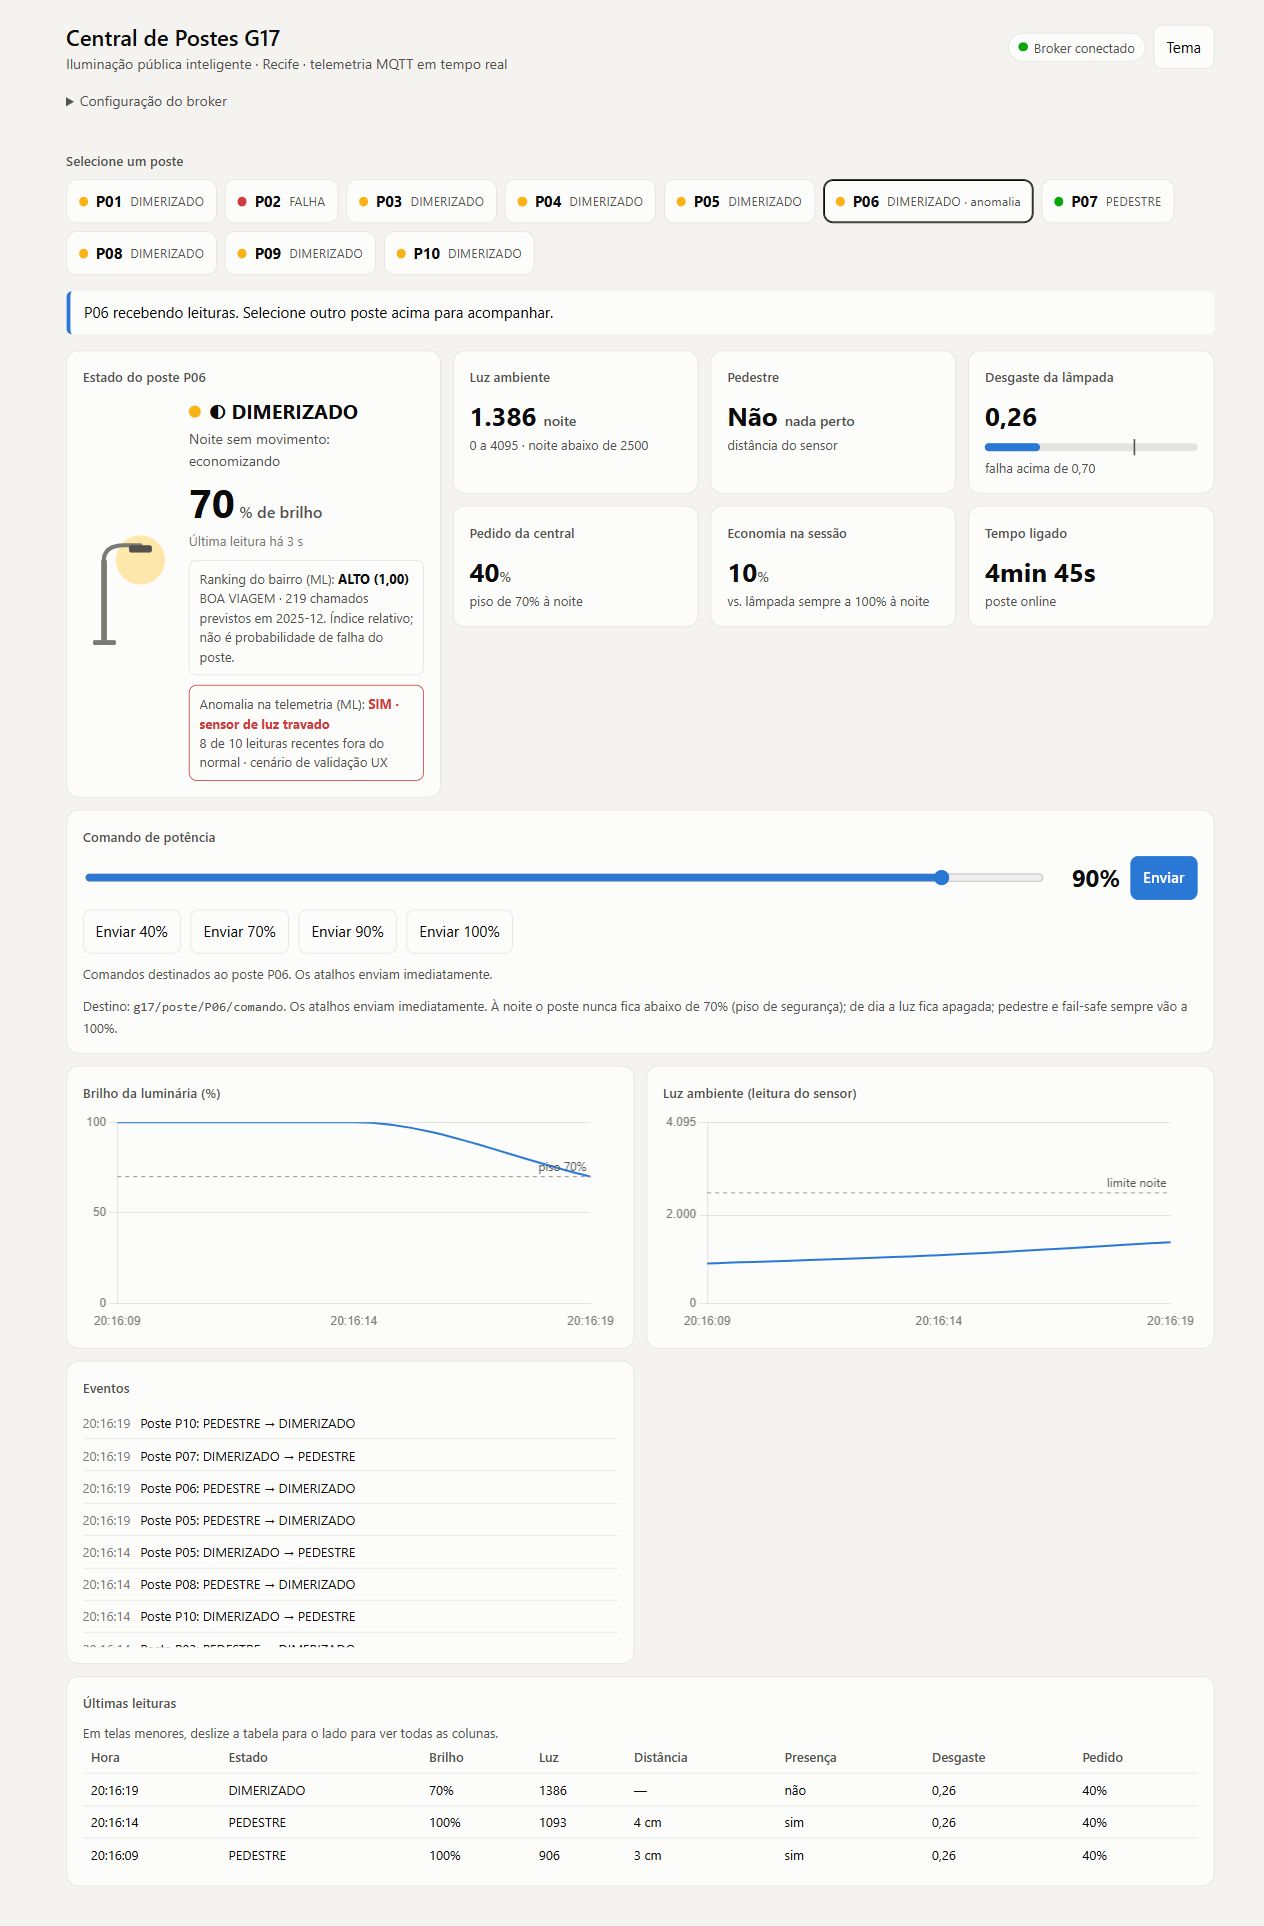 Central de Postes G17
Iluminação pública inteligente · Recife · telemetria MQTT em tempo real
Broker conectado
Tema
▶ Configuração do broker
Selecione um poste
P01 DIMERIZADO
P02 FALHA
P03 DIMERIZADO
P04 DIMERIZADO
P05 DIMERIZADO
P06 DIMERIZADO · anomalia
P07 PEDESTRE
P08 DIMERIZADO
P09 DIMERIZADO
P10 DIMERIZADO
P06 recebendo leituras. Selecione outro poste acima para acompanhar.
Estado do poste P06
◐ DIMERIZADO
Noite sem movimento:
economizando
70 % de brilho
Última leitura há 3 s
Ranking do bairro (ML): ALTO (1,00)
BOA VIAGEM · 219 chamados
previstos em 2025-12. Índice relativo;
não é probabilidade de falha do
poste.
Anomalia na telemetria (ML): SIM ·
sensor de luz travado
8 de 10 leituras recentes fora do
normal · cenário de validação UX
Luz ambiente
1.386 noite
0 a 4095 · noite abaixo de 2500
Pedestre
Não nada perto
distância do sensor
Desgaste da lâmpada
0,26
falha acima de 0,70
Pedido da central
40%
piso de 70% à noite
Economia na sessão
10%
vs. lâmpada sempre a 100% à noite
Tempo ligado
4min 45s
poste online
Comando de potência
90%
Enviar
Enviar 40%
Enviar 70%
Enviar 90%
Enviar 100%
Comandos destinados ao poste P06. Os atalhos enviam imediatamente.
Destino: g17/poste/P06/comando. Os atalhos enviam imediatamente. À noite o poste nunca fica abaixo de 70% (piso de segurança); de dia a luz fica apagada; pedestre e fail-safe sempre vão a
100%.
Brilho da luminária (%)
100
piso 70%
50
0
20:16:09 20:16:14 20:16:19
Luz ambiente (leitura do sensor)
4.095
limite noite
2.000
0
20:16:09 20:16:14 20:16:19
Eventos
20:16:19 Poste P10: PEDESTRE → DIMERIZADO
20:16:19 Poste P07: DIMERIZADO → PEDESTRE
20:16:19 Poste P06: PEDESTRE → DIMERIZADO
20:16:19 Poste P05: PEDESTRE → DIMERIZADO
20:16:14 Poste P05: DIMERIZADO → PEDESTRE
20:16:14 Poste P08: PEDESTRE → DIMERIZADO
20:16:14 Poste P10: DIMERIZADO → PEDESTRE
Últimas leituras
Em telas menores, deslize a tabela para o lado para ver todas as colunas.
Hora Estado Brilho Luz Distância Presença Desgaste Pedido
20:16:19 DIMERIZADO 70% 1386 — não 0,26 40%
20:16:14 PEDESTRE 100% 1093 4 cm sim 0,26 40%
20:16:09 PEDESTRE 100% 906 3 cm sim 0,26 40%